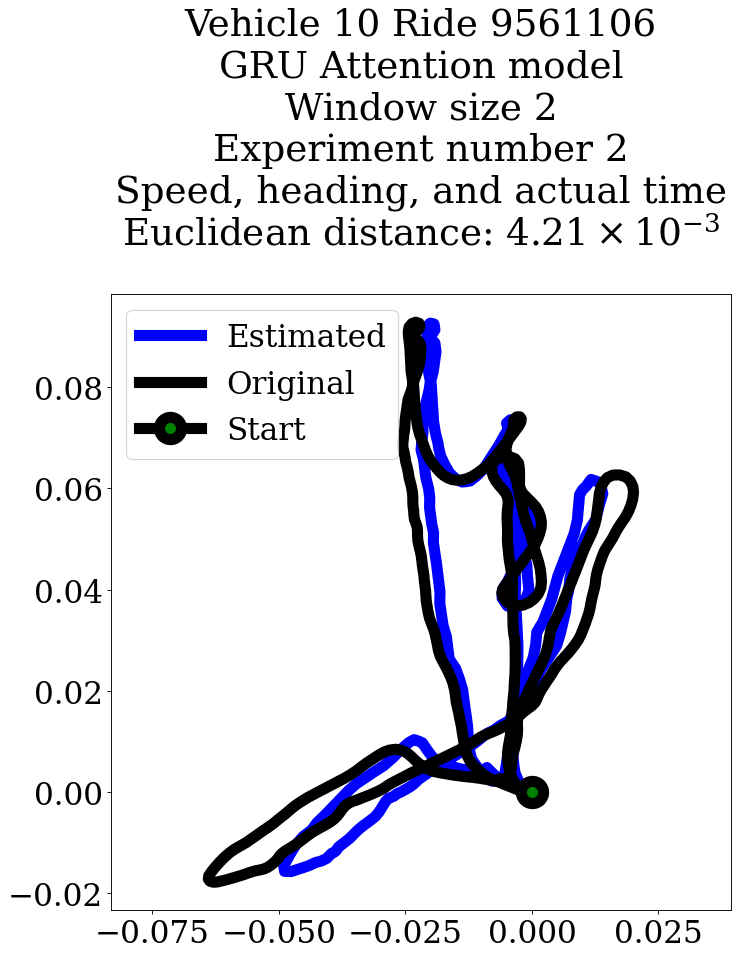 Vehicle 10 Ride 9561106
GRU Attention model
Window size 2
Experiment number 2
Speed, heading, and actual time
Euclidean distance: 4.21 × 10⁻³
Estimated
Original
Start
0.08
0.06
0.04
0.02
0.00
−0.02
−0.075 −0.050 −0.025 0.000 0.025